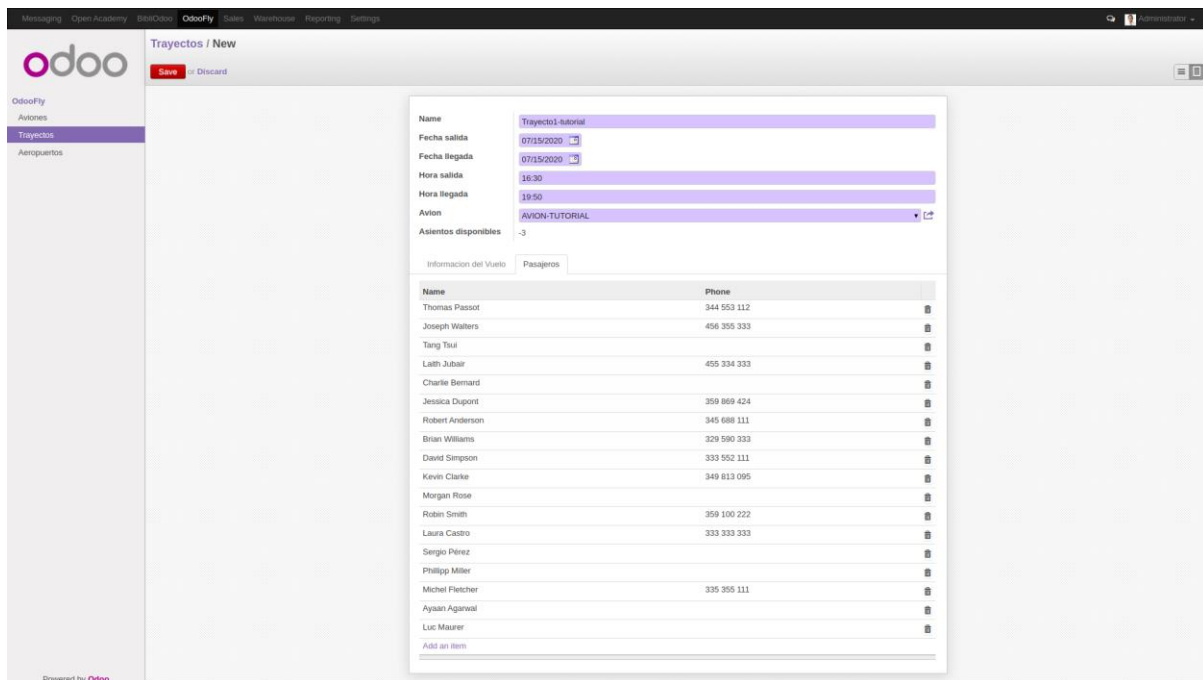 Messaging Open Academy BibliOdoo OdooFly Sales Warehouse Reporting Settings Administrator
odoo
Trayectos / New
Save or Discard
OdooFly
Aviones
Trayectos
Aeropuertos
Name Trayecto1-tutorial
Fecha salida 07/15/2020
Fecha llegada 07/15/2020
Hora salida 16:30
Hora llegada 19:50
Avion AVION-TUTORIAL
Asientos disponibles -3
Informacion del Vuelo Pasajeros
Name Phone
Thomas Passot 344 553 112
Joseph Walters 456 355 333
Tang Tsui
Laith Jubair 455 334 333
Charlie Bernard
Jessica Dupont 359 869 424
Robert Anderson 345 688 111
Brian Williams 329 590 333
David Simpson 333 552 111
Kevin Clarke 349 813 095
Morgan Rose
Robin Smith 359 100 222
Laura Castro 333 333 333
Sergio Pérez
Phillipp Miller
Michel Fletcher 335 355 111
Ayaan Agarwal
Luc Maurer
Add an item
Powered by Odoo